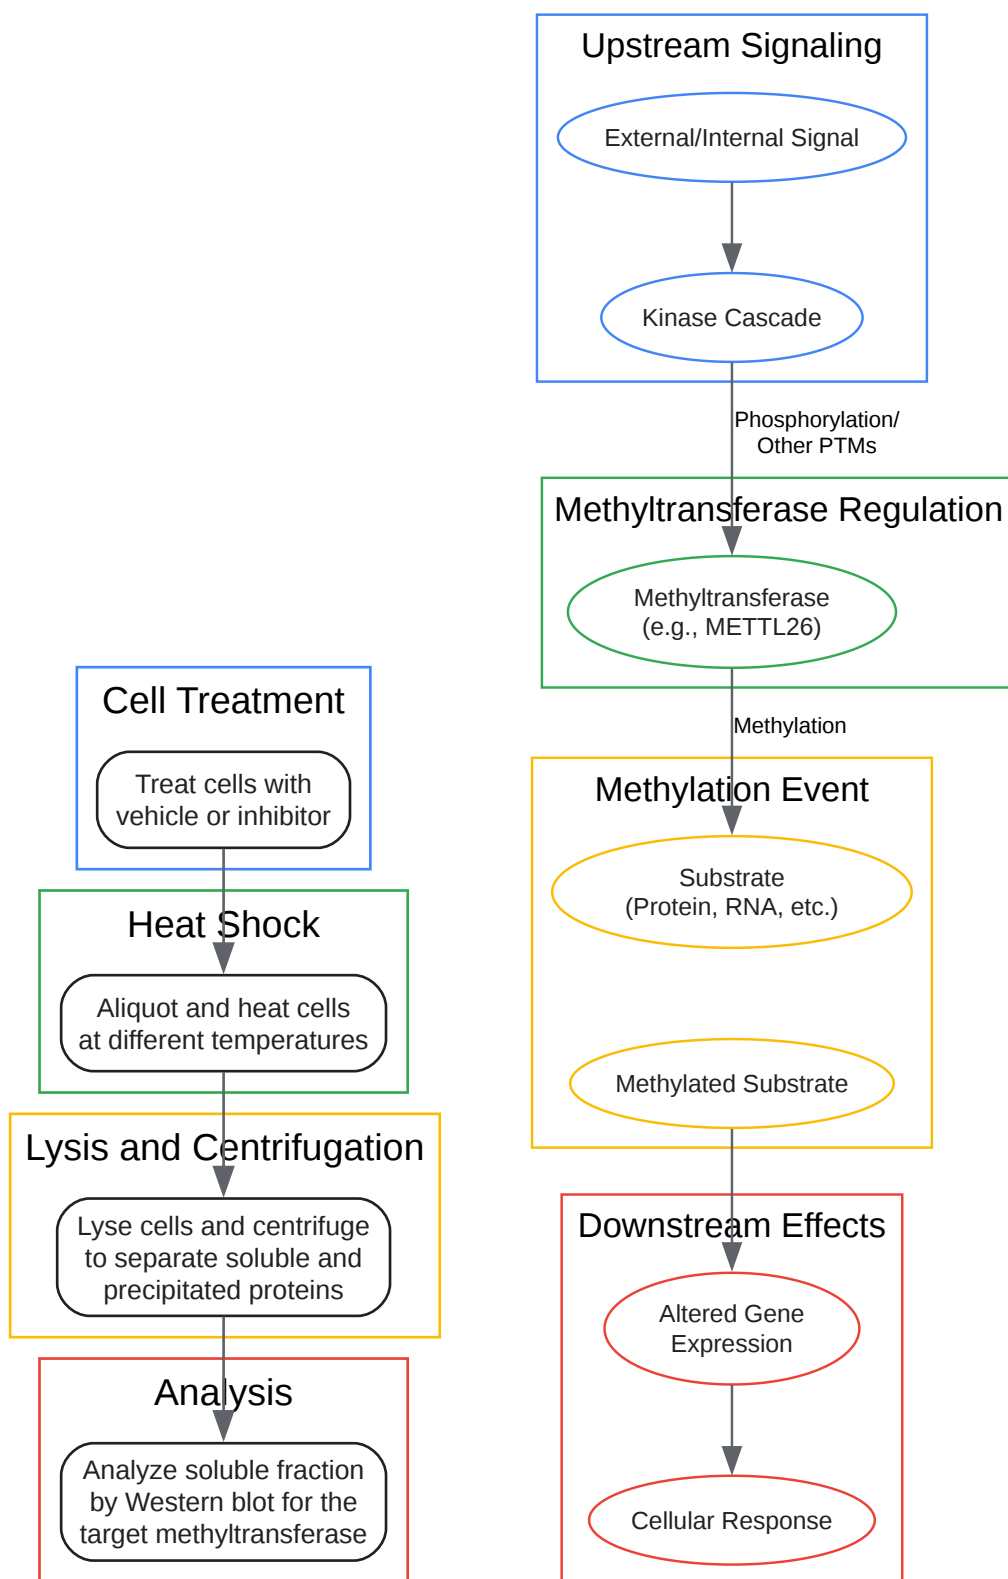 Upstream Signaling
External/Internal Signal
Kinase Cascade
Phosphorylation/
Other PTMs
Methyltransferase Regulation
Methyltransferase
(e.g., METTL26)
Methylation
Methylation Event
Substrate
(Protein, RNA, etc.)
Methylated Substrate
Downstream Effects
Altered Gene
Expression
Cellular Response
Cell Treatment
Treat cells with
vehicle or inhibitor
Heat Shock
Aliquot and heat cells
at different temperatures
Lysis and Centrifugation
Lyse cells and centrifuge
to separate soluble and
precipitated proteins
Analysis
Analyze soluble fraction
by Western blot for the
target methyltransferase